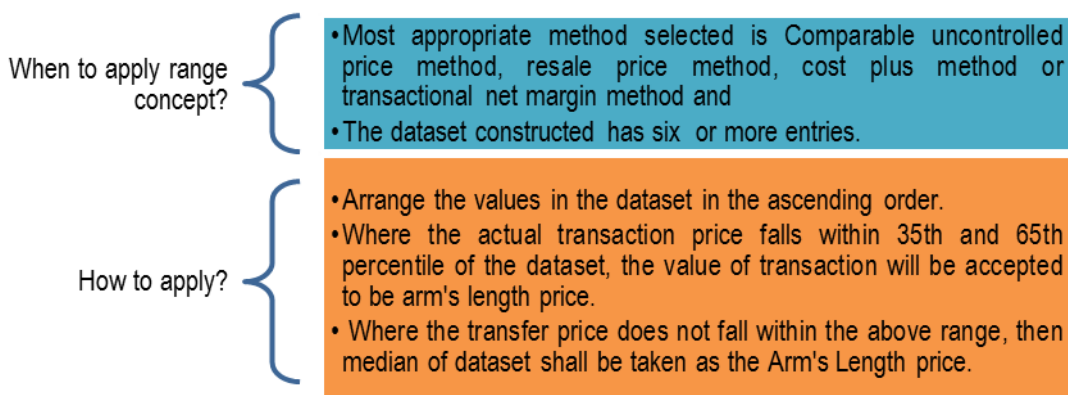 When to apply range
concept?
•Most appropriate method selected is Comparable uncontrolled
price method, resale price method, cost plus method or
transactional net margin method and
•The dataset constructed has six or more entries.
How to apply?
•Arrange the values in the dataset in the ascending order.
•Where the actual transaction price falls within 35th and 65th
percentile of the dataset, the value of transaction will be accepted
to be arm's length price.
• Where the transfer price does not fall within the above range, then
median of dataset shall be taken as the Arm's Length price.